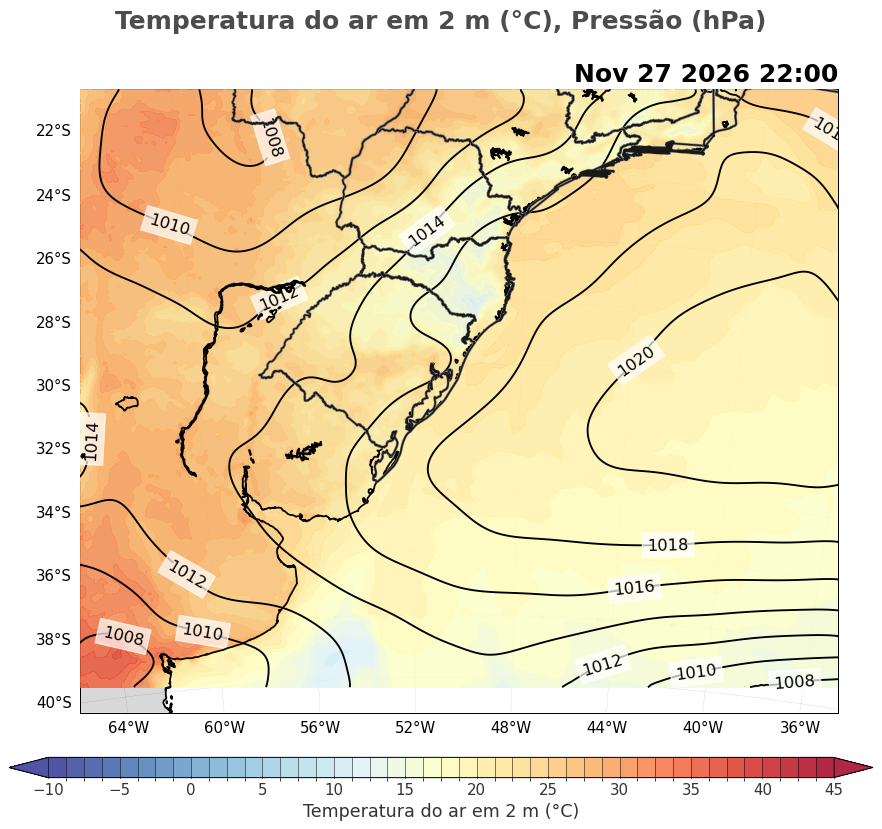 Temperatura do ar em 2 m (°C), Pressão (hPa)
Nov 27 2026 22:00
22°S
24°S
26°S
28°S
30°S
32°S
34°S
36°S
38°S
40°S
1008
1010
1014
1012
1020
1014
1018
1016
1012
1010
1008
1012
1010
1008
64°W 60°W 56°W 52°W 48°W 44°W 40°W 36°W
−10 −5 0 5 10 15 20 25 30 35 40 45
Temperatura do ar em 2 m (°C)